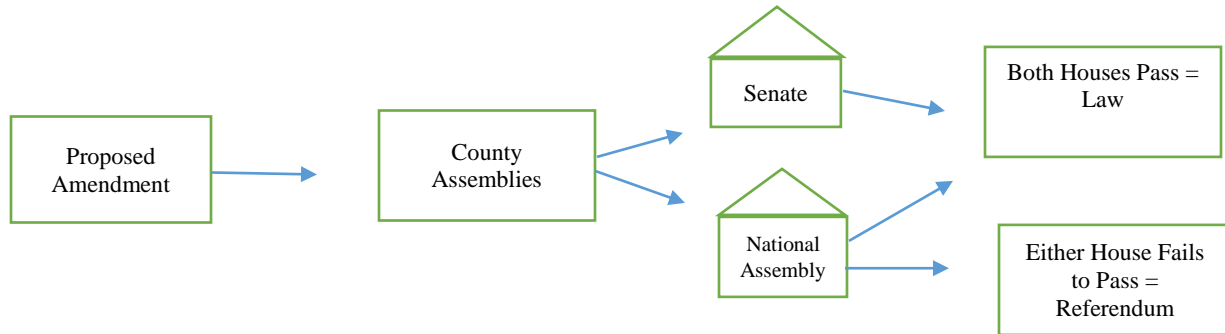 Proposed
Amendment
County
Assemblies
Senate
National
Assembly
Both Houses Pass =
Law
Either House Fails
to Pass =
Referendum